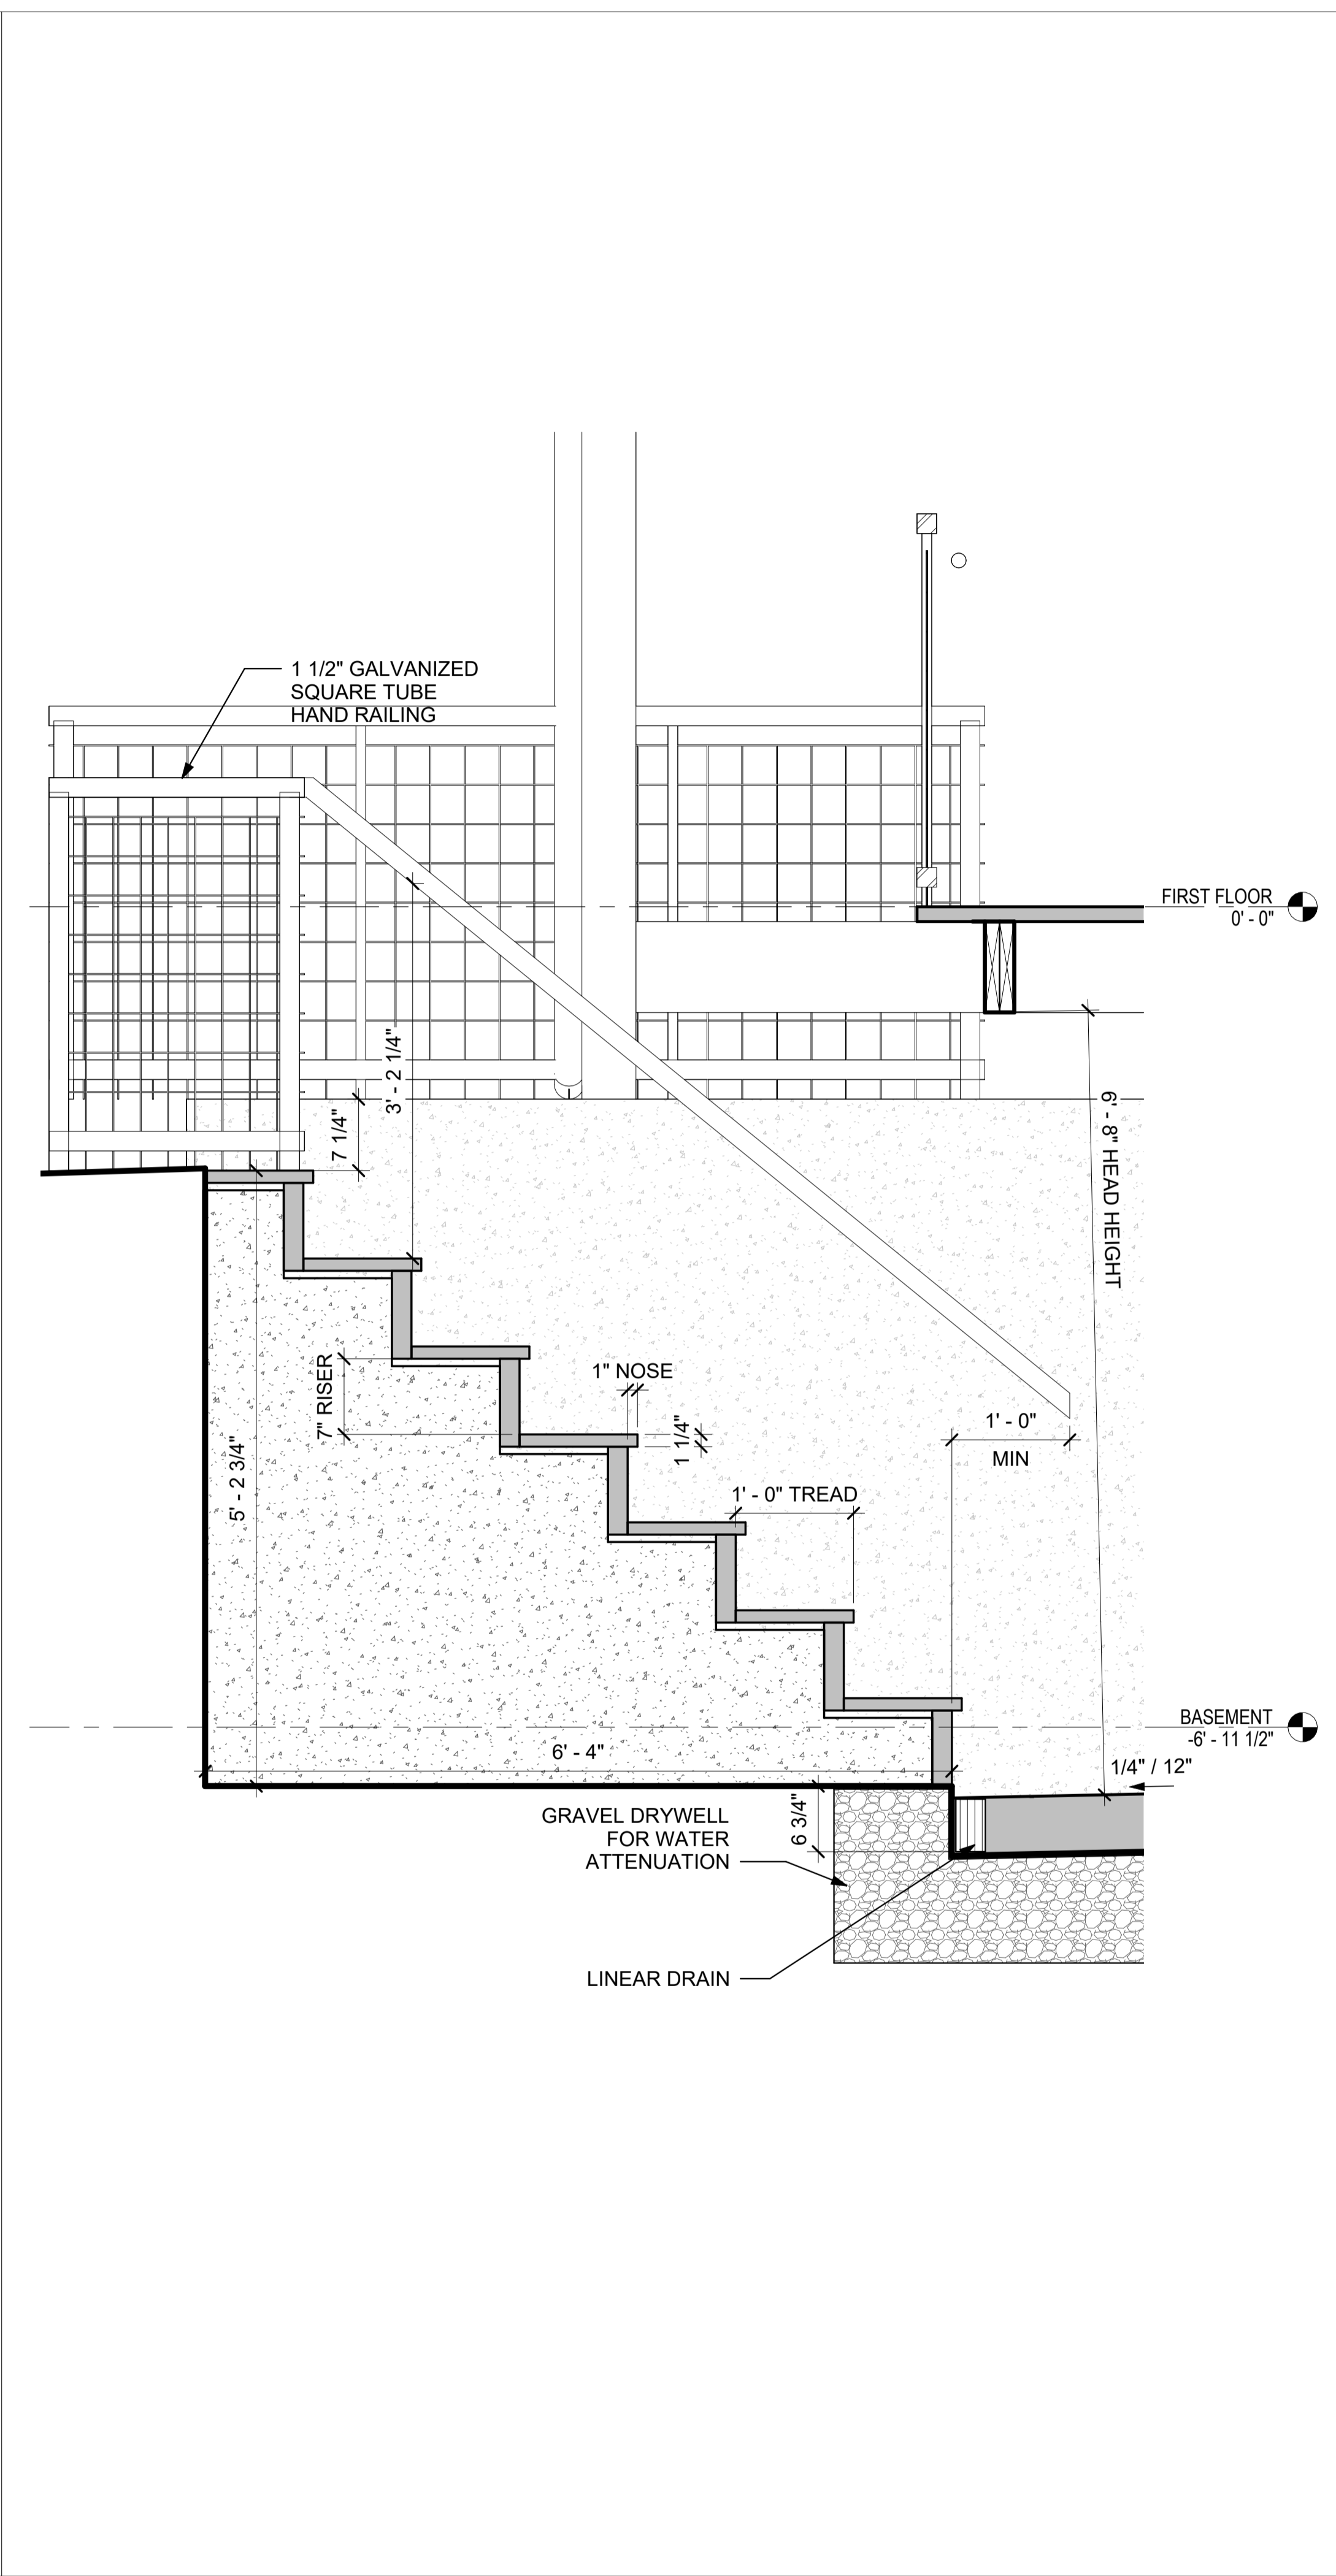 1 1/2" GALVANIZED
SQUARE TUBE
HAND RAILING
FIRST FLOOR
0' - 0"
3' - 2 1/4"
7 1/4"
6' - 8" HEAD HEIGHT
7" RISER
1" NOSE
1 1/4"
1' - 0"
MIN
5' - 2 3/4"
1' - 0" TREAD
BASEMENT
-6' - 11 1/2"
6' - 4"
1/4" / 12"
GRAVEL DRYWELL
FOR WATER
ATTENUATION
6 3/4"
LINEAR DRAIN